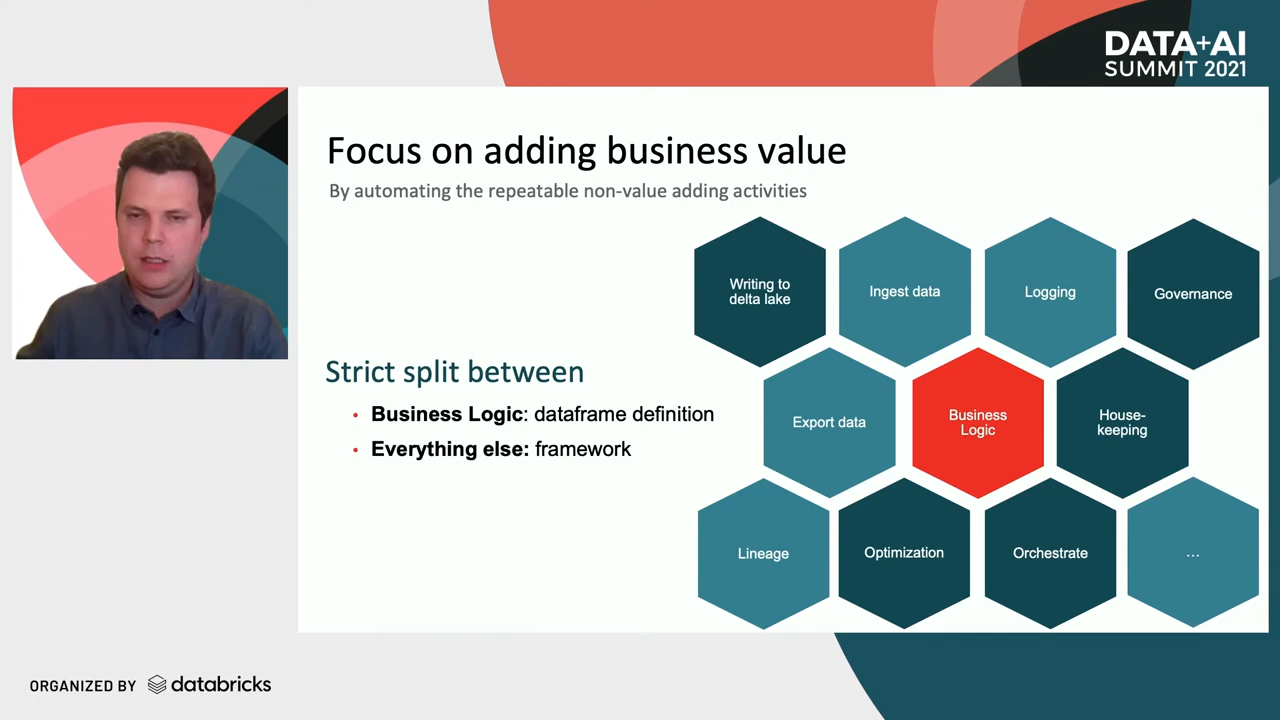 DATA+AI
SUMMIT 2021
Focus on adding business value
By automating the repeatable non-value adding activities
Writing to
delta lake
Ingest data
Logging
Governance
Strict split between
• Business Logic: dataframe definition
• Everything else: framework
Export data
Business
Logic
House-
keeping
Lineage
Optimization
Orchestrate
...
ORGANIZED BY databricks